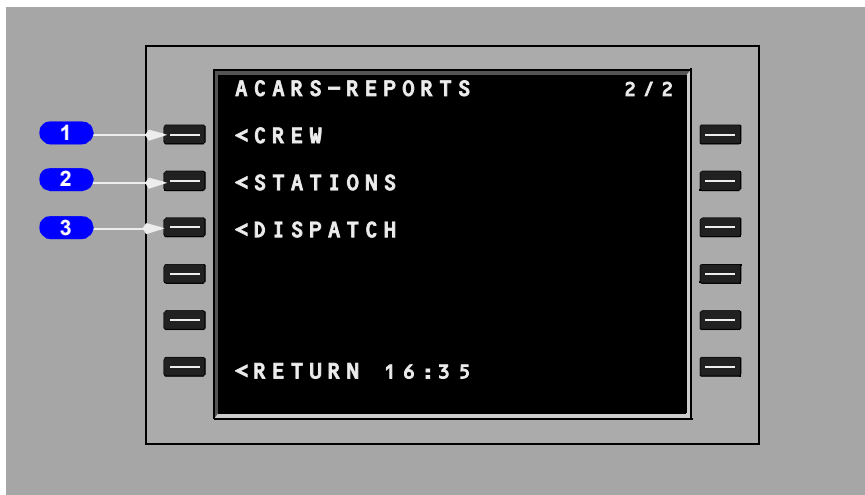 ACARS-REPORTS 2/2
1 <CREW
2 <STATIONS
3 <DISPATCH
<RETURN 16:35